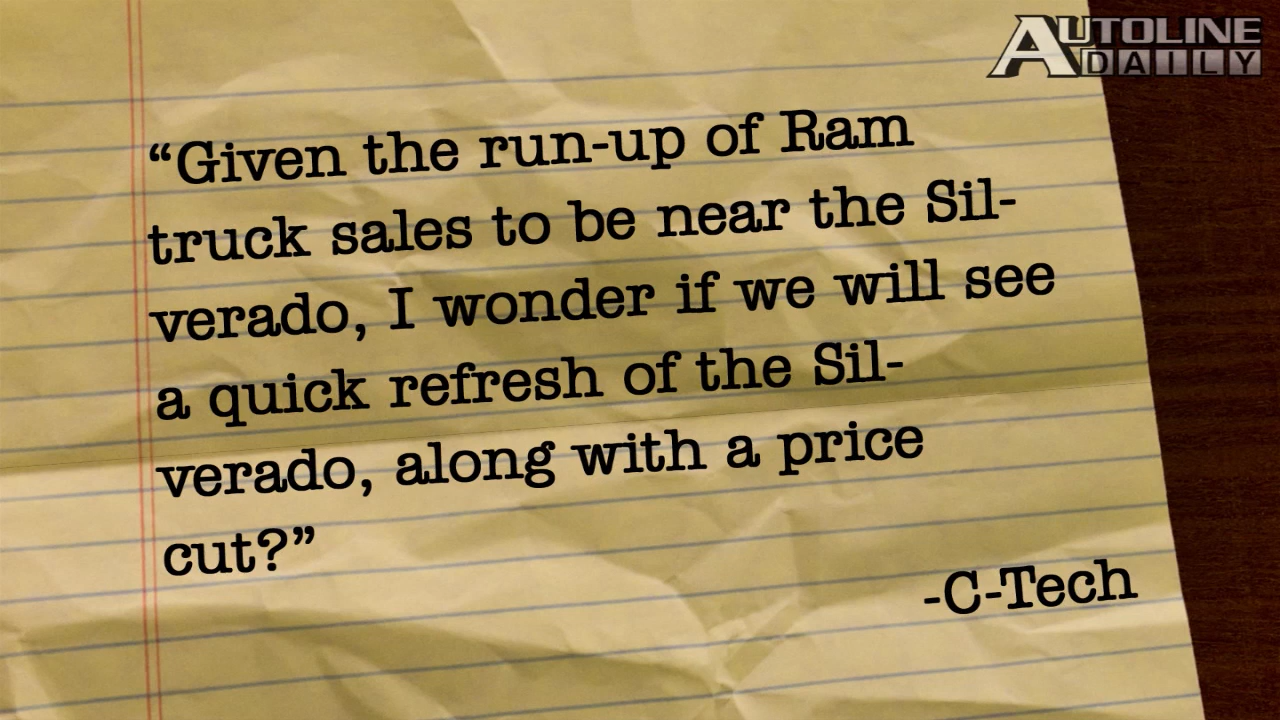 AUTOLINE
DAILY
“Given the run-up of Ram
truck sales to be near the Sil-
verado, I wonder if we will see
a quick refresh of the Sil-
verado, along with a price
cut?”
-C-Tech